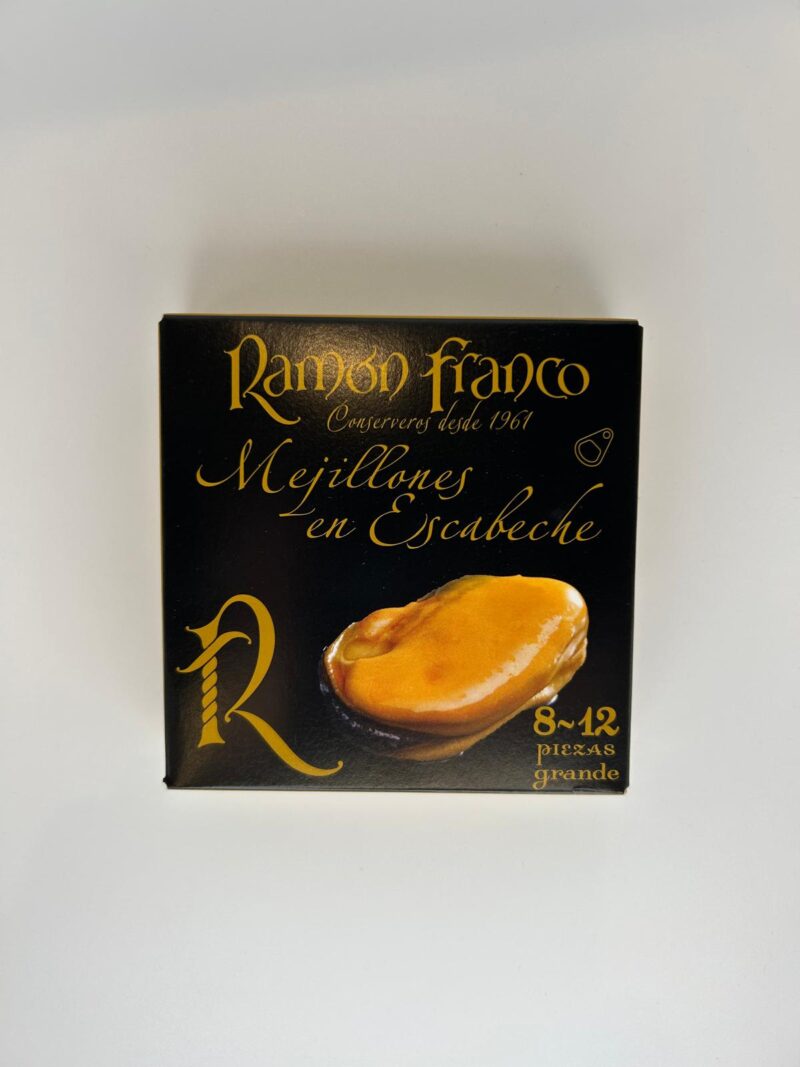 Ramón Franco
Conserveros desde 1961
Mejillones
en Escabeche
R
8~12
PIEZAS
grande